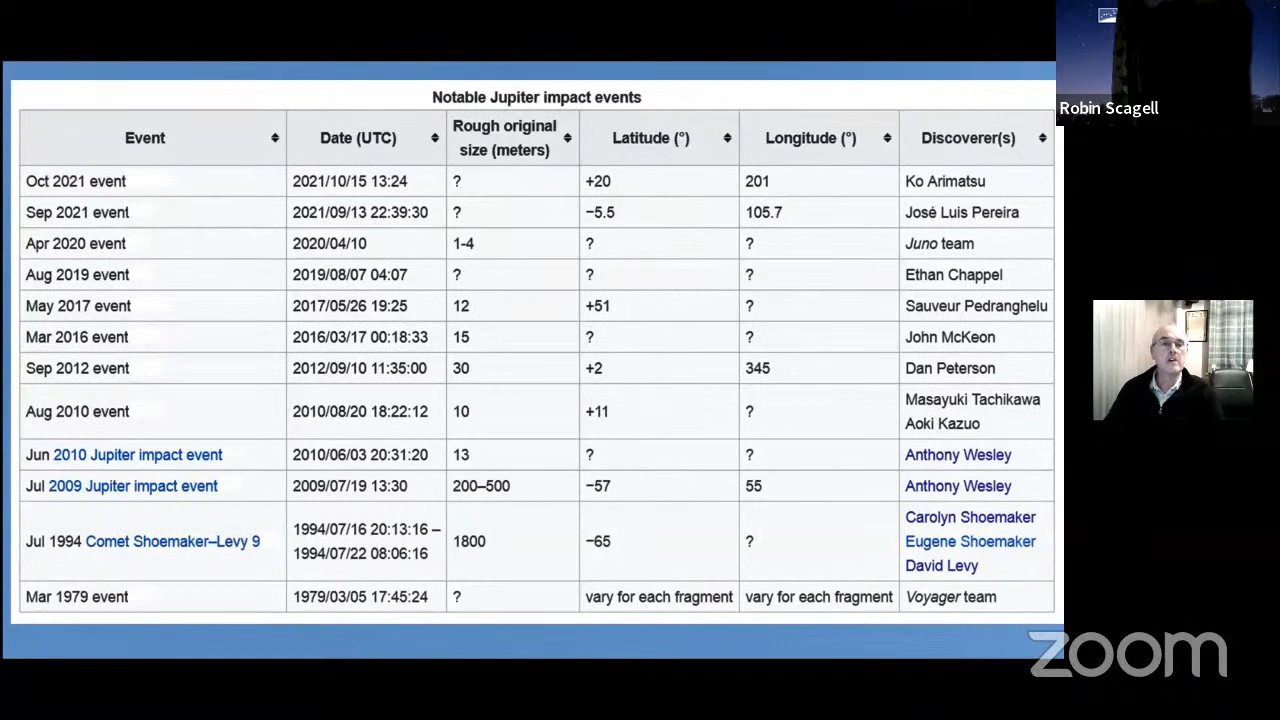 Robin Scagell
Notable Jupiter impact events
Event Date (UTC) Rough original size (meters) Latitude (°) Longitude (°) Discoverer(s)
Oct 2021 event 2021/10/15 13:24 ? +20 201 Ko Arimatsu
Sep 2021 event 2021/09/13 22:39:30 ? −5.5 105.7 José Luis Pereira
Apr 2020 event 2020/04/10 1-4 ? ? Juno team
Aug 2019 event 2019/08/07 04:07 ? ? ? Ethan Chappel
May 2017 event 2017/05/26 19:25 12 +51 ? Sauveur Pedranghelu
Mar 2016 event 2016/03/17 00:18:33 15 ? ? John McKeon
Sep 2012 event 2012/09/10 11:35:00 30 +2 345 Dan Peterson
Aug 2010 event 2010/08/20 18:22:12 10 +11 ? Masayuki Tachikawa
Aoki Kazuo
Jun 2010 Jupiter impact event 2010/06/03 20:31:20 13 ? ? Anthony Wesley
Jul 2009 Jupiter impact event 2009/07/19 13:30 200–500 −57 55 Anthony Wesley
Jul 1994 Comet Shoemaker–Levy 9 1994/07/16 20:13:16 – 1994/07/22 08:06:16 1800 −65 ? Carolyn Shoemaker
Eugene Shoemaker
David Levy
Mar 1979 event 1979/03/05 17:45:24 ? vary for each fragment vary for each fragment Voyager team
zoom